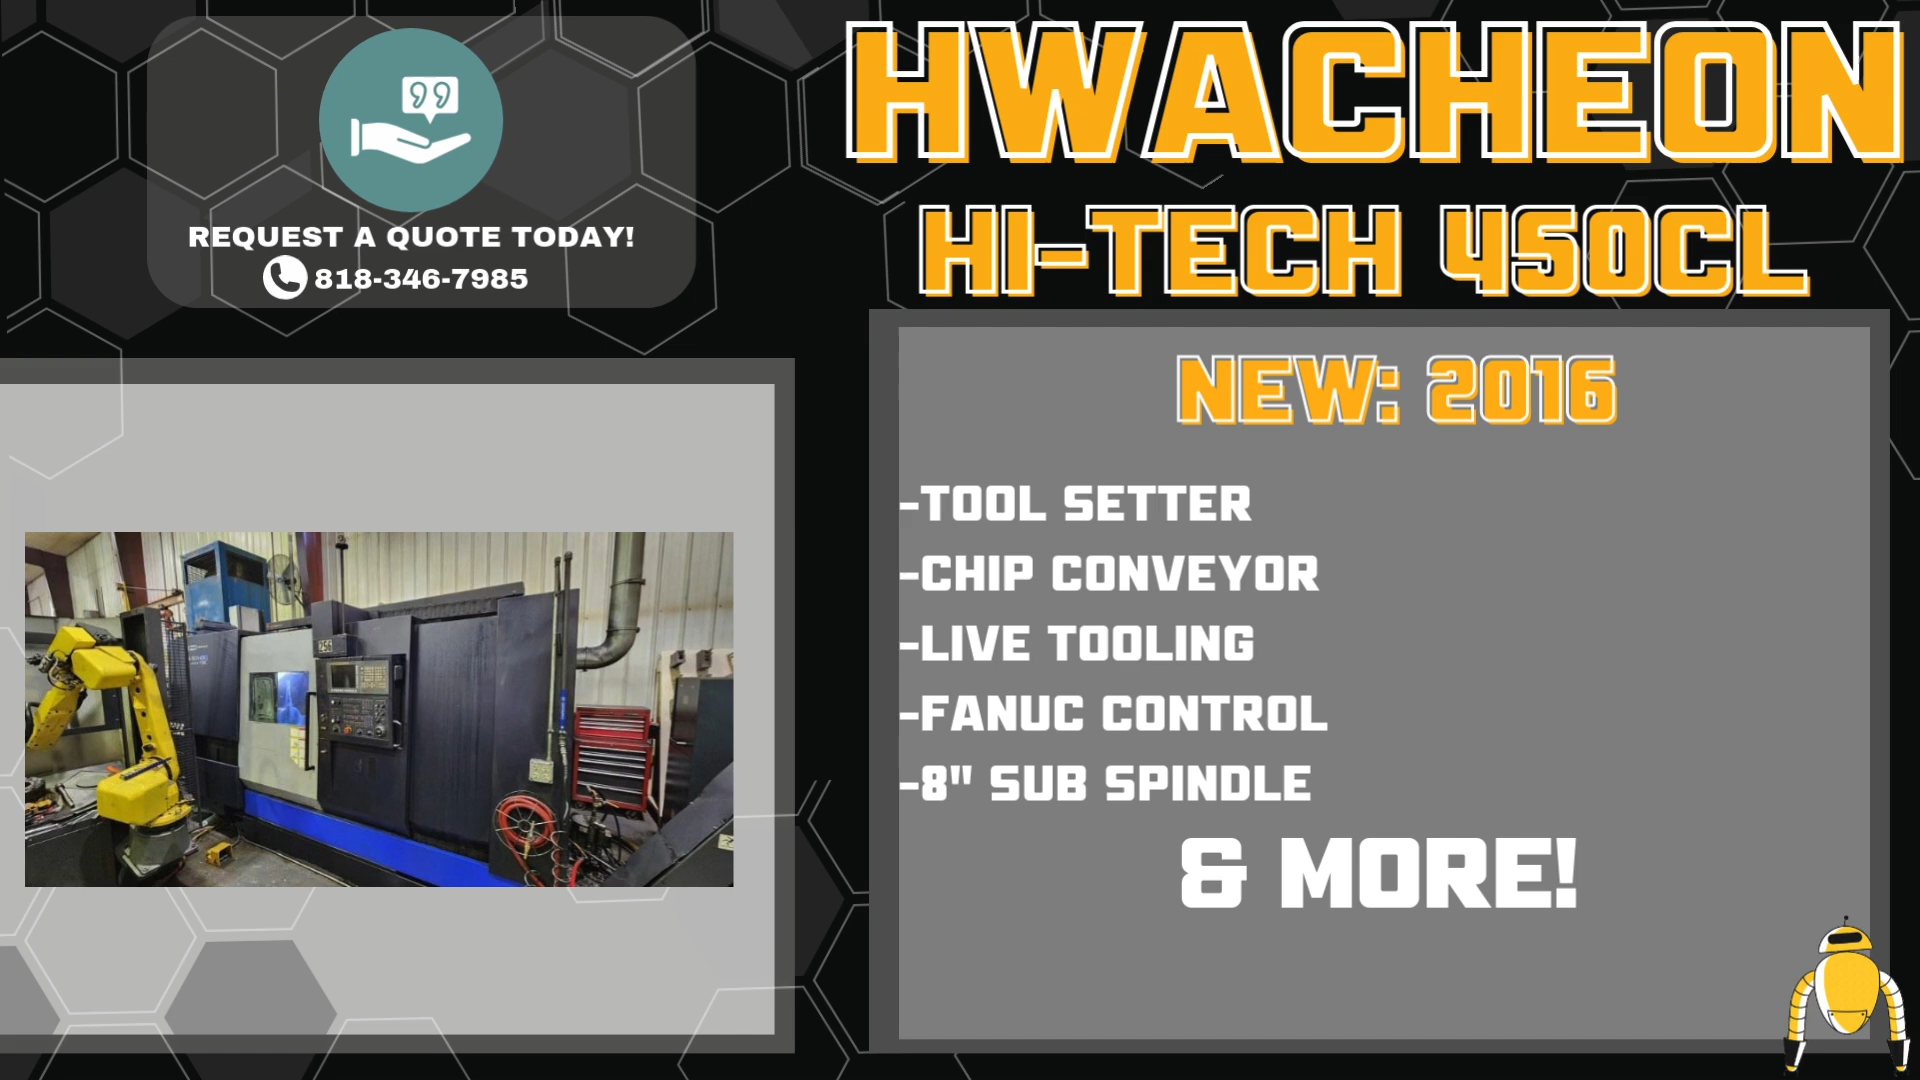 REQUEST A QUOTE TODAY!
818-346-7985
HWACHEON
HI-TECH 450CL
NEW: 2016
-TOOL SETTER
-CHIP CONVEYOR
-LIVE TOOLING
-FANUC CONTROL
-8" SUB SPINDLE
& MORE!
256